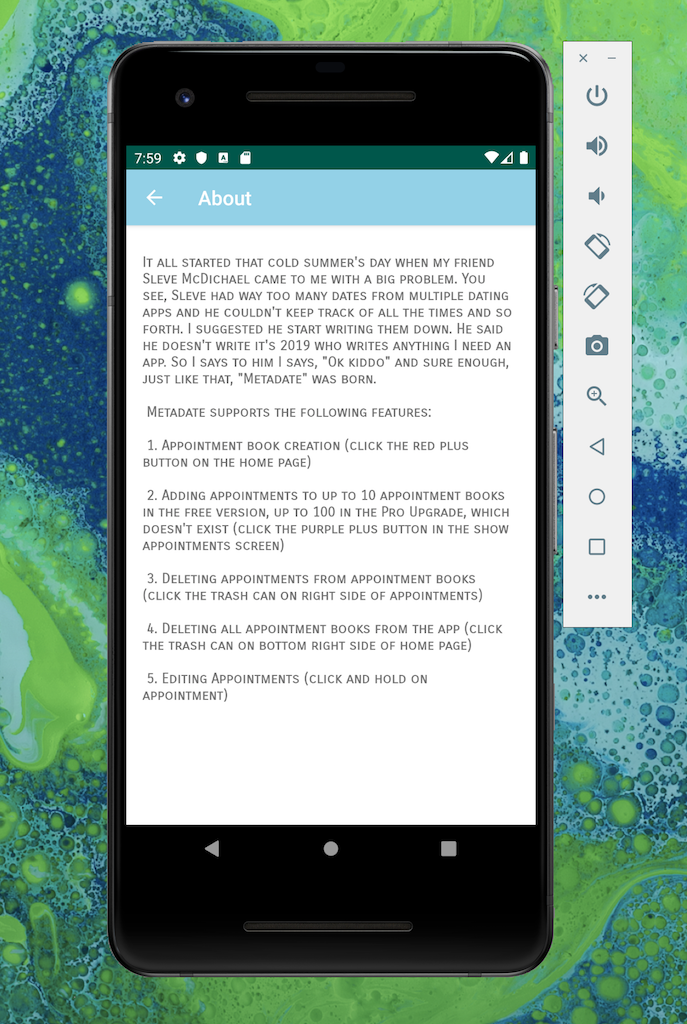 7:59
About
It all started that cold summer's day when my friend
Sleve McDichael came to me with a big problem. You
see, Sleve had way too many dates from multiple dating
apps and he couldn't keep track of all the times and so
forth. I suggested he start writing them down. He said
he doesn't write it's 2019 who writes anything I need an
app. So I says to him I says, "Ok kiddo" and sure enough,
just like that, "Metadate" was born.
Metadate supports the following features:
1. Appointment book creation (click the red plus
button on the home page)
2. Adding appointments to up to 10 appointment books
in the free version, up to 100 in the Pro Upgrade, which
doesn't exist (click the purple plus button in the show
appointments screen)
3. Deleting appointments from appointment books
(click the trash can on right side of appointments)
4. Deleting all appointment books from the app (click
the trash can on bottom right side of home page)
5. Editing Appointments (click and hold on
appointment)